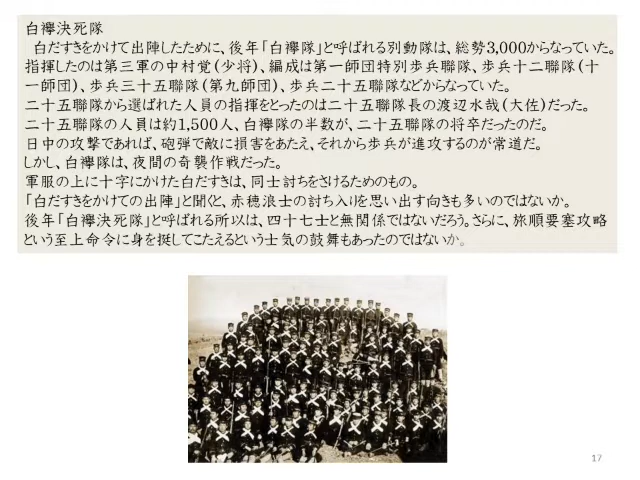 白襷決死隊
白だすきをかけて出陣したために、後年「白襷隊」と呼ばれる別動隊は、総勢3,000からなっていた。
指揮したのは第三軍の中村覚(少将)、編成は第一師団特別歩兵聯隊、歩兵十二聯隊(十
一師団)、歩兵三十五聯隊(第九師団)、歩兵二十五聯隊などからなっていた。
二十五聯隊から選ばれた人員の指揮をとったのは二十五聯隊長の渡辺水哉(大佐)だった。
二十五聯隊の人員は約1,500人、白襷隊の半数が、二十五聯隊の将卒だったのだ。
日中の攻撃であれば、砲弾で敵に損害をあたえ、それから歩兵が進攻するのが常道だ。
しかし、白襷隊は、夜間の奇襲作戦だった。
軍服の上に十字にかけた白だすきは、同士討ちをさけるためのもの。
「白だすきをかけての出陣」と聞くと、赤穂浪士の討ち入りを思い出す向きも多いのではないか。
後年「白襷決死隊」と呼ばれる所以は、四十七士と無関係ではないだろう。さらに、旅順要塞攻略
という至上命令に身を挺してこたえるという士気の鼓舞もあったのではないか。
17